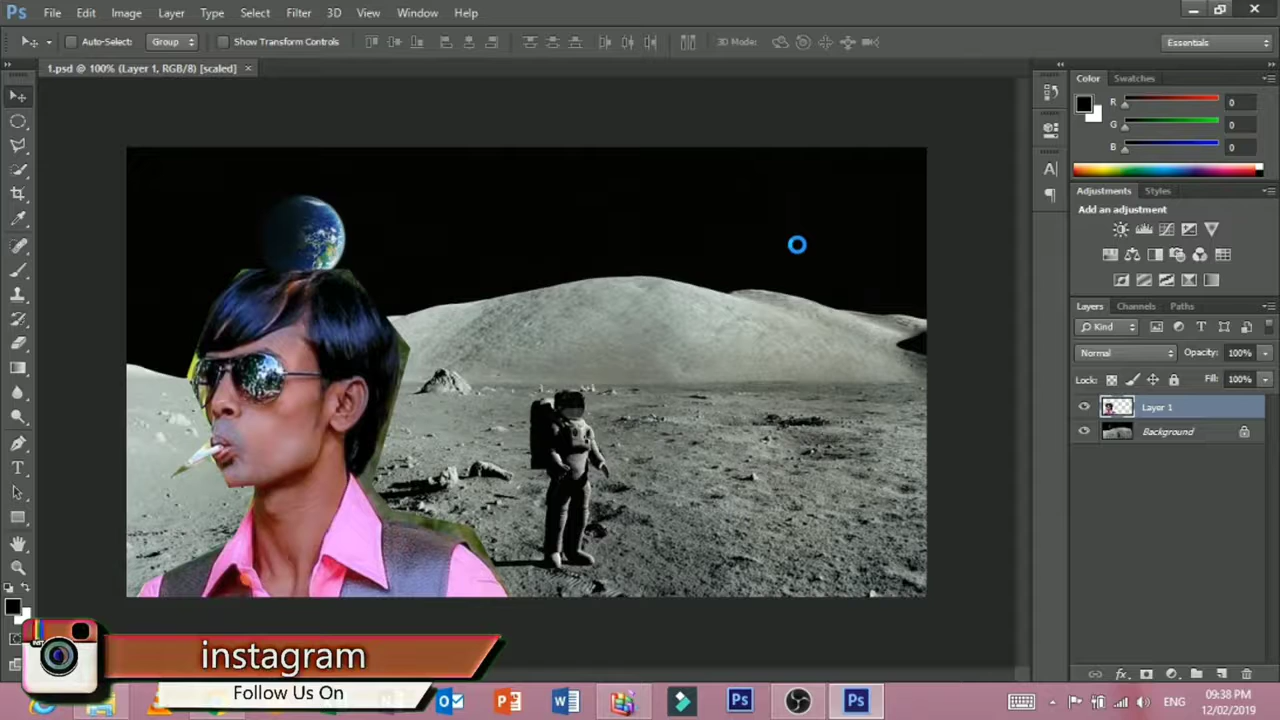 Ps File Edit Image Layer Type Select Filter 3D View Window Help
Auto-Select: Group Show Transform Controls 3D Mode: Essentials
1.psd @ 100% (Layer 1, RGB/8) [scaled] ×
Color Swatches
R 0
G 0
B 0
Adjustments Styles
Add an adjustment
Layers Channels Paths
Kind
Normal Opacity: 100%
Lock: Fill: 100%
Layer 1
Background
instagram
Follow Us On
ENG
09:38 PM
12/02/2019